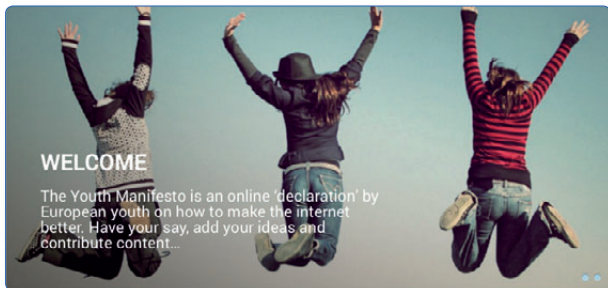 WELCOME
The Youth Manifesto is an online 'declaration' by
European youth on how to make the internet
better. Have your say, add your ideas and
contribute content...